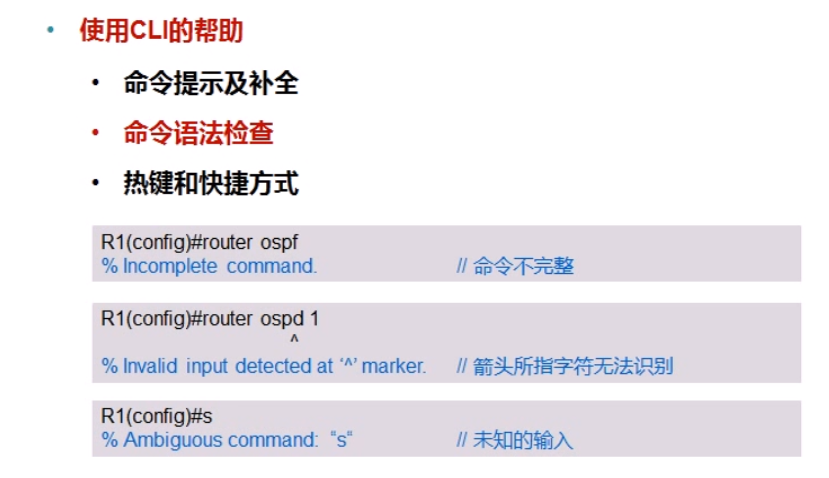 • 使用CLI的帮助
• 命令提示及补全
• 命令语法检查
• 热键和快捷方式
R1(config)#router ospf
% Incomplete command. // 命令不完整
R1(config)#router ospd 1
^
% Invalid input detected at ‘^’ marker. // 箭头所指字符无法识别
R1(config)#s
% Ambiguous command: “s“ // 未知的输入